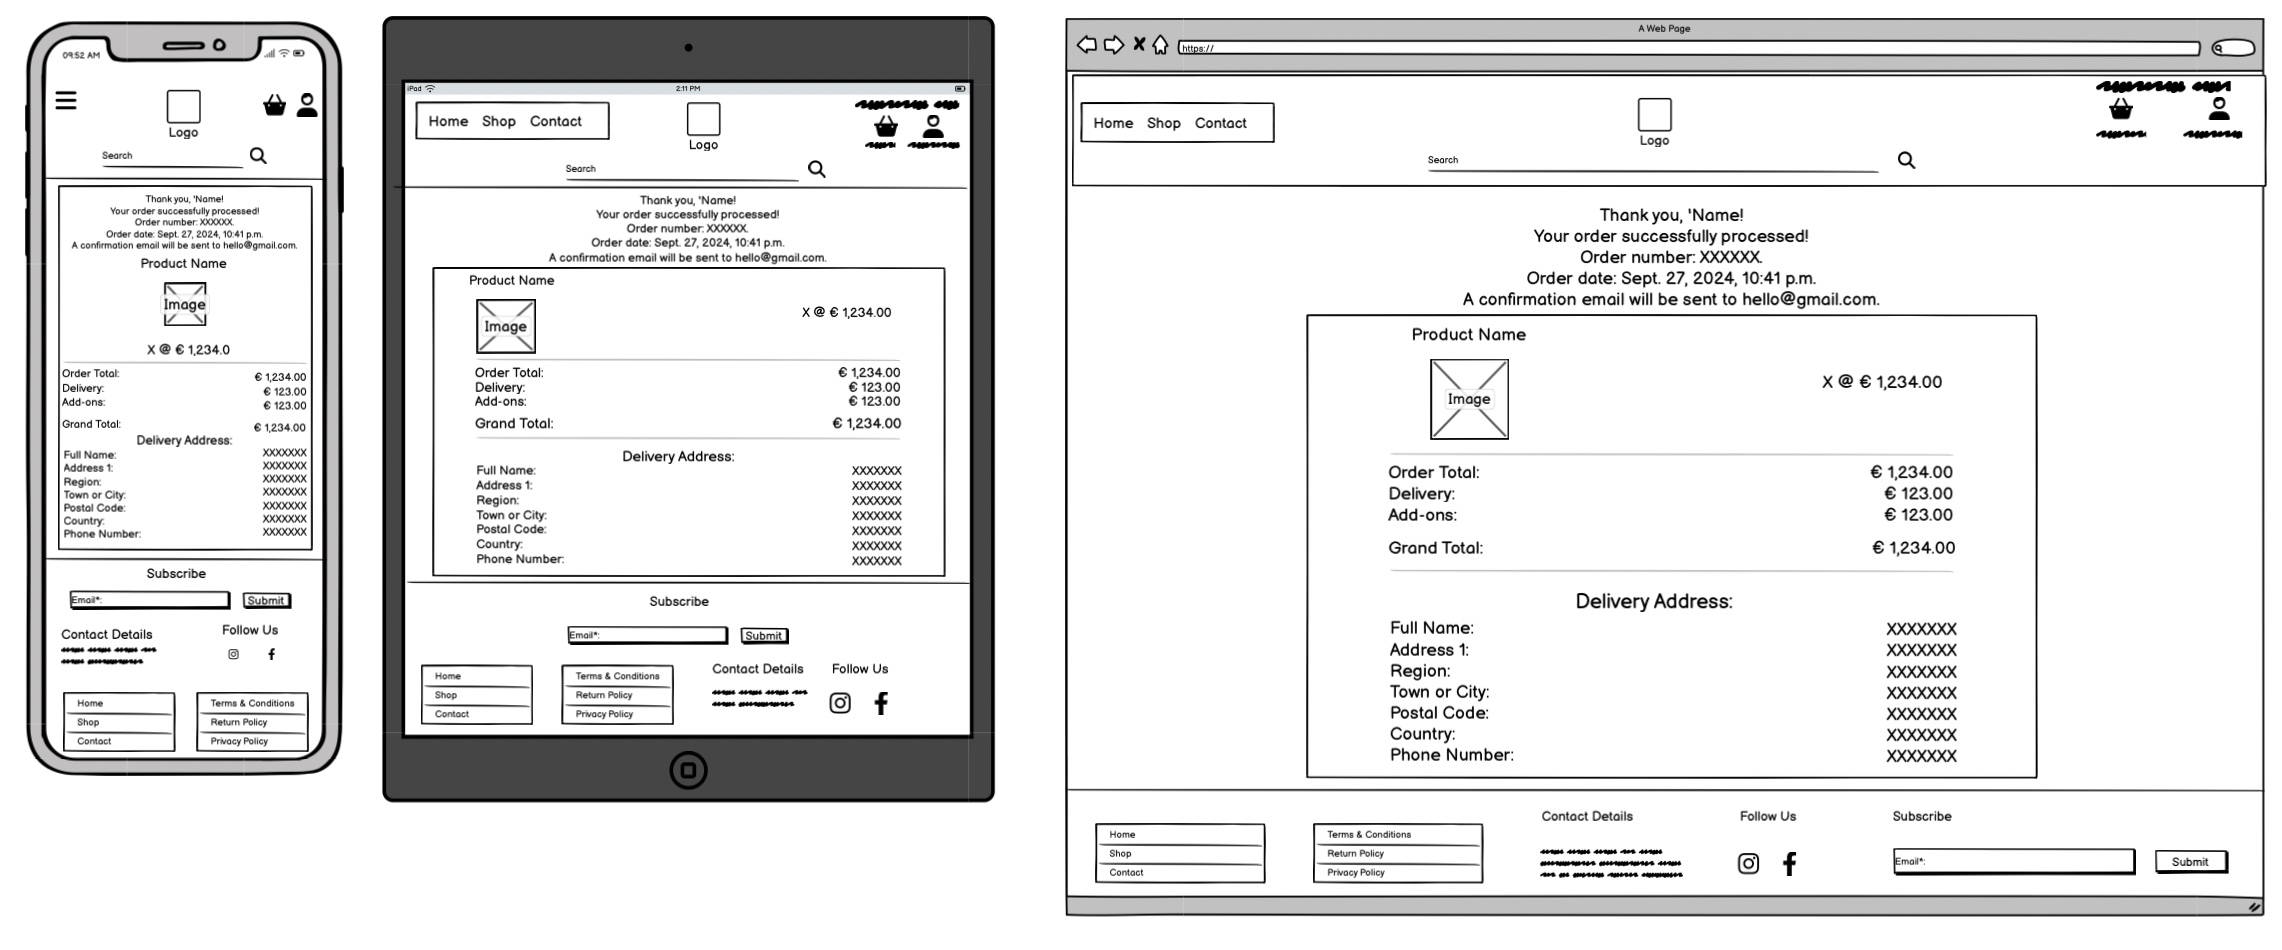 09:52 AM
Logo
Search
Thank you, 'Name!
Your order successfully processed!
Order number: XXXXXX.
Order date: Sept. 27, 2024, 10:41 p.m.
A confirmation email will be sent to hello@gmail.com.
Product Name
Image
X @ € 1,234.0
Order Total: € 1,234.00
Delivery: € 123.00
Add-ons: € 123.00
Grand Total: € 1,234.00
Delivery Address:
Full Name: XXXXXXX
Address 1: XXXXXXX
Region: XXXXXXX
Town or City: XXXXXXX
Postal Code: XXXXXXX
Country: XXXXXXX
Phone Number: XXXXXXX
Subscribe
Email*: Submit
Contact Details Follow Us
Home Terms & Conditions
Shop Return Policy
Contact Privacy Policy
iPad 2:11 PM
Home Shop Contact
Logo
Search
Thank you, 'Name!
Your order successfully processed!
Order number: XXXXXX.
Order date: Sept. 27, 2024, 10:41 p.m.
A confirmation email will be sent to hello@gmail.com.
Product Name
Image
X @ € 1,234.00
Order Total: € 1,234.00
Delivery: € 123.00
Add-ons: € 123.00
Grand Total: € 1,234.00
Delivery Address:
Full Name: XXXXXXX
Address 1: XXXXXXX
Region: XXXXXXX
Town or City: XXXXXXX
Postal Code: XXXXXXX
Country: XXXXXXX
Phone Number: XXXXXXX
Subscribe
Email*: Submit
Contact Details Follow Us
Home Terms & Conditions
Shop Return Policy
Contact Privacy Policy
A Web Page
https://
Home Shop Contact
Logo
Search
Thank you, 'Name!
Your order successfully processed!
Order number: XXXXXX.
Order date: Sept. 27, 2024, 10:41 p.m.
A confirmation email will be sent to hello@gmail.com.
Product Name
Image
X @ € 1,234.00
Order Total: € 1,234.00
Delivery: € 123.00
Add-ons: € 123.00
Grand Total: € 1,234.00
Delivery Address:
Full Name: XXXXXXX
Address 1: XXXXXXX
Region: XXXXXXX
Town or City: XXXXXXX
Postal Code: XXXXXXX
Country: XXXXXXX
Phone Number: XXXXXXX
Contact Details Follow Us Subscribe
Home Terms & Conditions
Shop Return Policy
Contact Privacy Policy
Email*: Submit